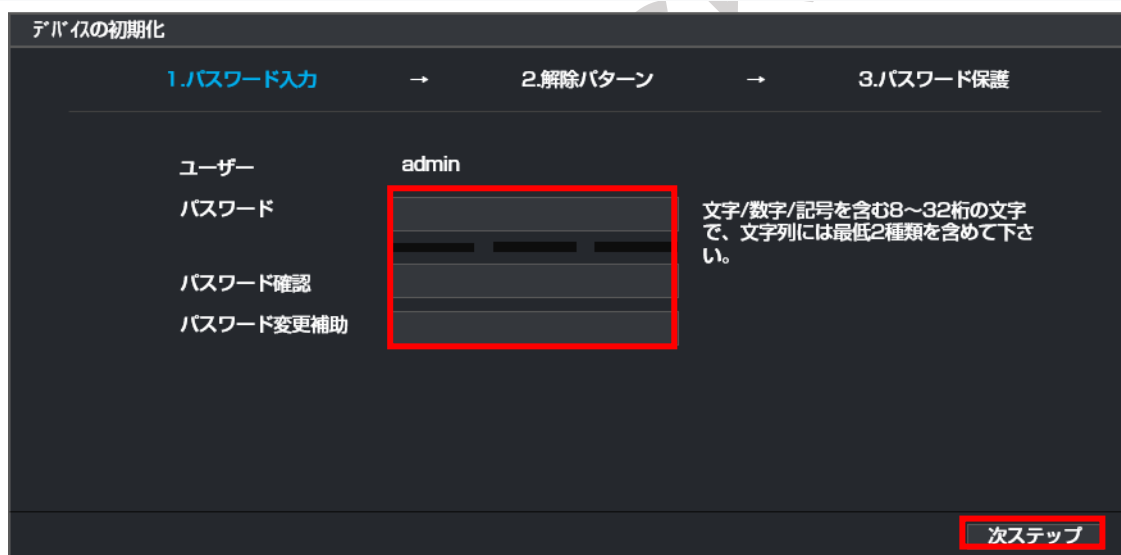 デバイスの初期化
1.パスワード入力 → 2.解除パターン → 3.パスワード保護
ユーザー admin
パスワード
文字/数字/記号を含む8〜32桁の文字
で、文字列には最低2種類を含めて下さ
い。
パスワード確認
パスワード変更補助
次ステップ